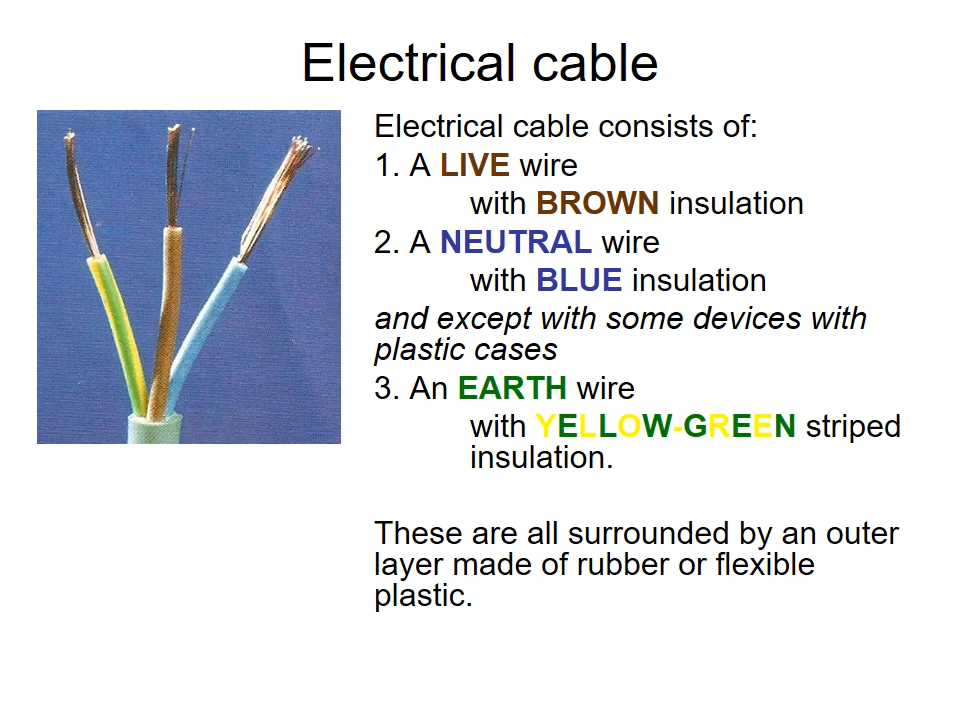 Electrical cable
Electrical cable consists of:
1. A LIVE wire
with BROWN insulation
2. A NEUTRAL wire
with BLUE insulation
and except with some devices with
plastic cases
3. An EARTH wire
with YELLOW-GREEN striped
insulation.
These are all surrounded by an outer
layer made of rubber or flexible
plastic.